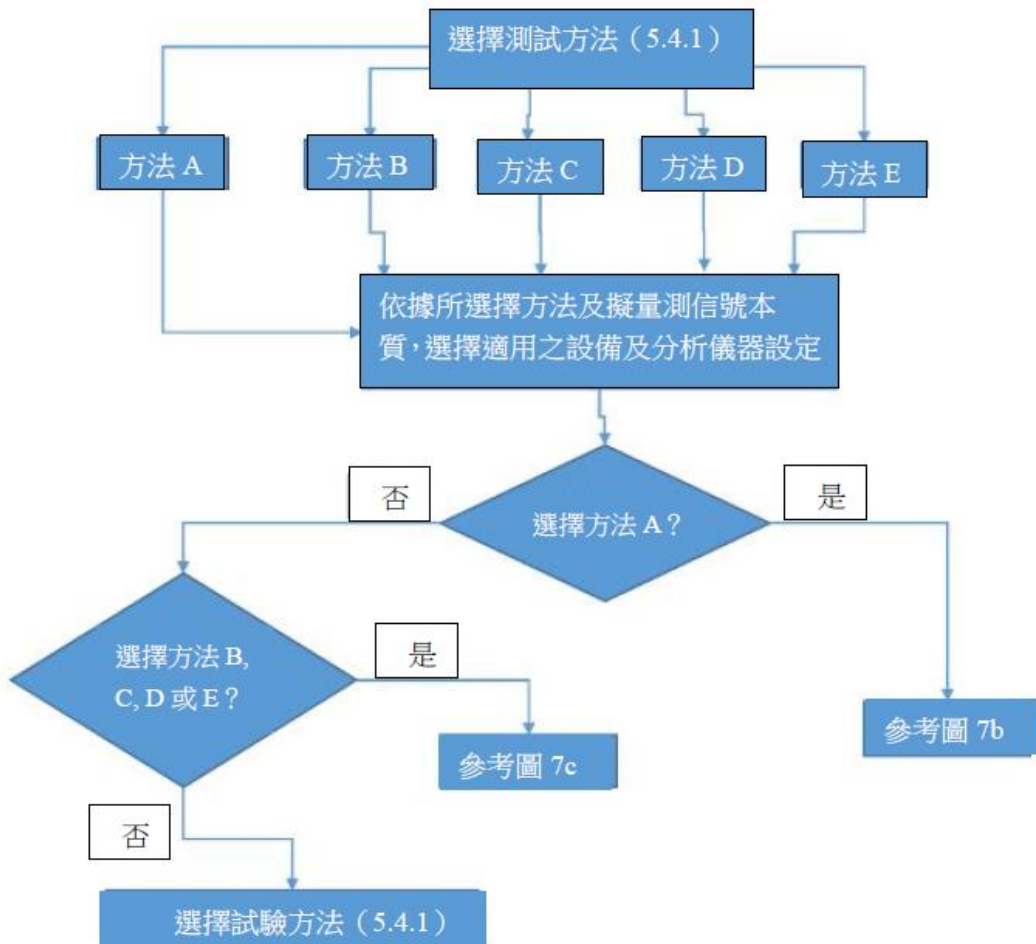 選擇測試方法（5.4.1）
方法 A
方法 B
方法 C
方法 D
方法 E
依據所選擇方法及擬量測信號本
質，選擇適用之設備及分析儀器設定
否
選擇方法 A？
是
選擇方法 B,
C, D 或 E？
是
參考圖 7c
參考圖 7b
否
選擇試驗方法（5.4.1）